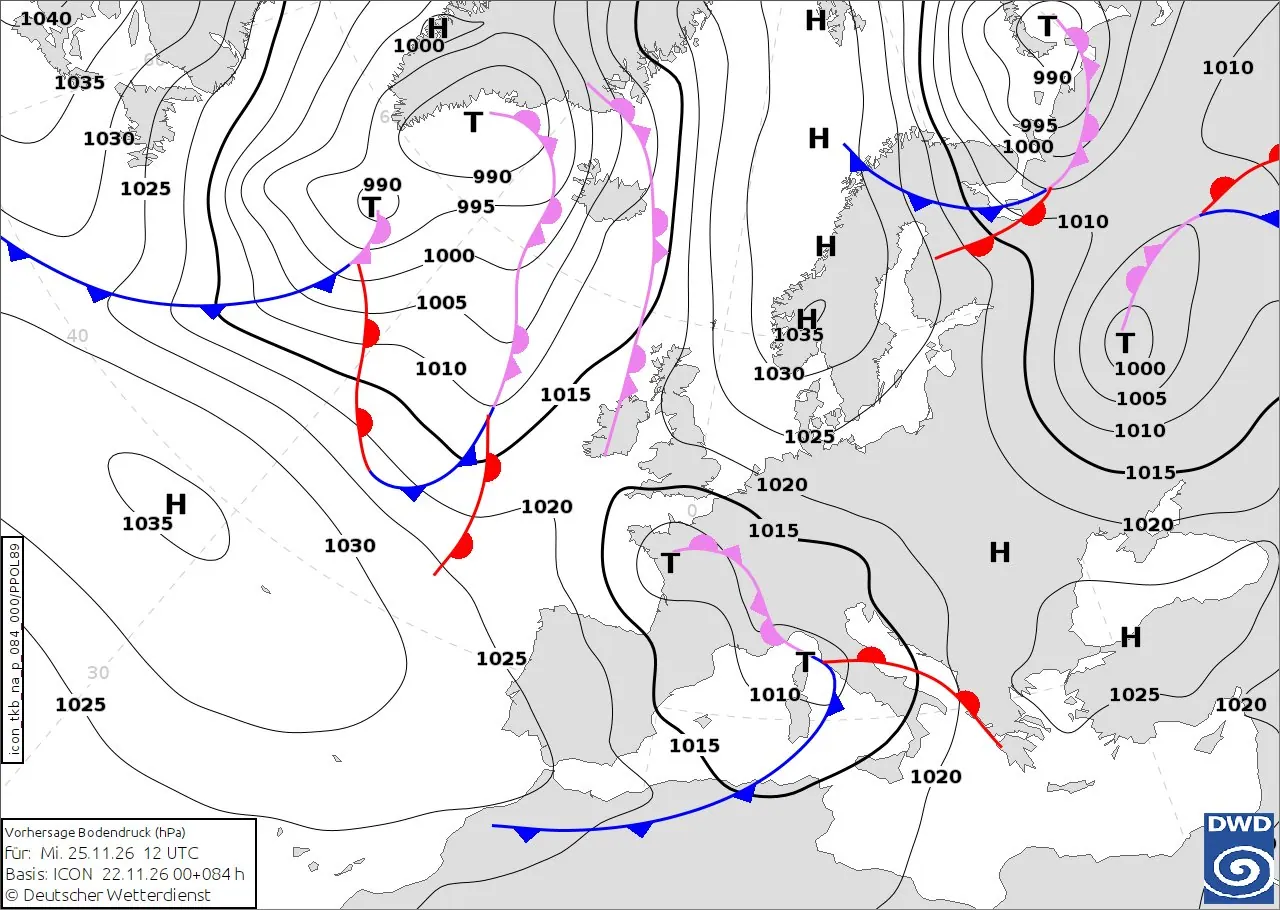 1040
H
H
T
1000
60
1035
990
1010
T
995
1030
H
1000
6
990
1025
990
T
995
1010
H
1000
1005
H
1035
40
T
1000
1010
1030
1005
1015
1010
1025
1015
1020
H
1035
1020
0
1015
1020
1030
T
H
H
T
1025
30
1010
1025
1025
1020
1015
1020
icon_tkb_na_p_084_000/PPOL89
Vorhersage Bodendruck (hPa)
für: Mi. 25.11.26 12 UTC
Basis: ICON 22.11.26 00+084 h
© Deutscher Wetterdienst
DWD